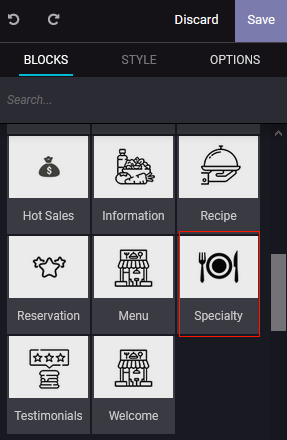 Discard Save
BLOCKS STYLE OPTIONS
Search...
$
Hot Sales Information Recipe
Reservation Menu Specialty
Testimonials Welcome